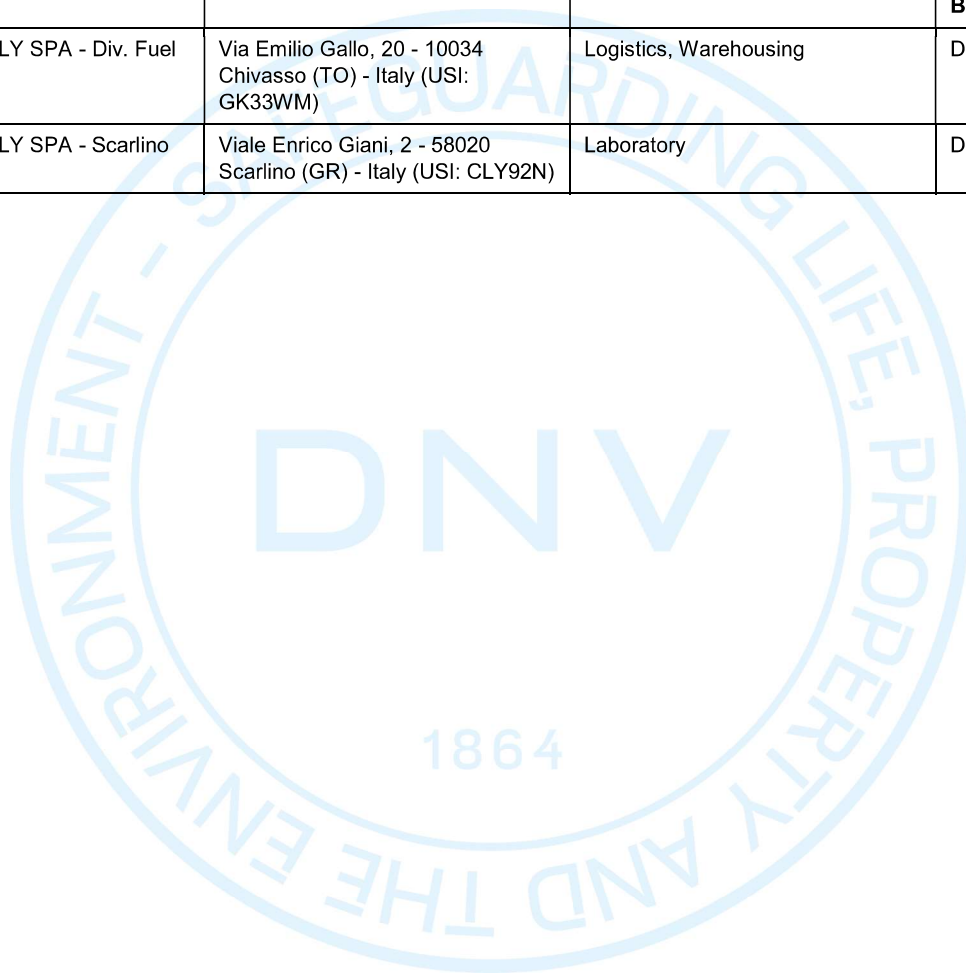 B
LY SPA - Div. Fuel Via Emilio Gallo, 20 - 10034 Logistics, Warehousing D
Chivasso (TO) - Italy (USI:
GK33WM)
LY SPA - Scarlino Viale Enrico Giani, 2 - 58020 Laboratory D
Scarlino (GR) - Italy (USI: CLY92N)
SAFEGUARDING LIFE, PROPERTY AND THE ENVIRONMENT -
DNV
1864